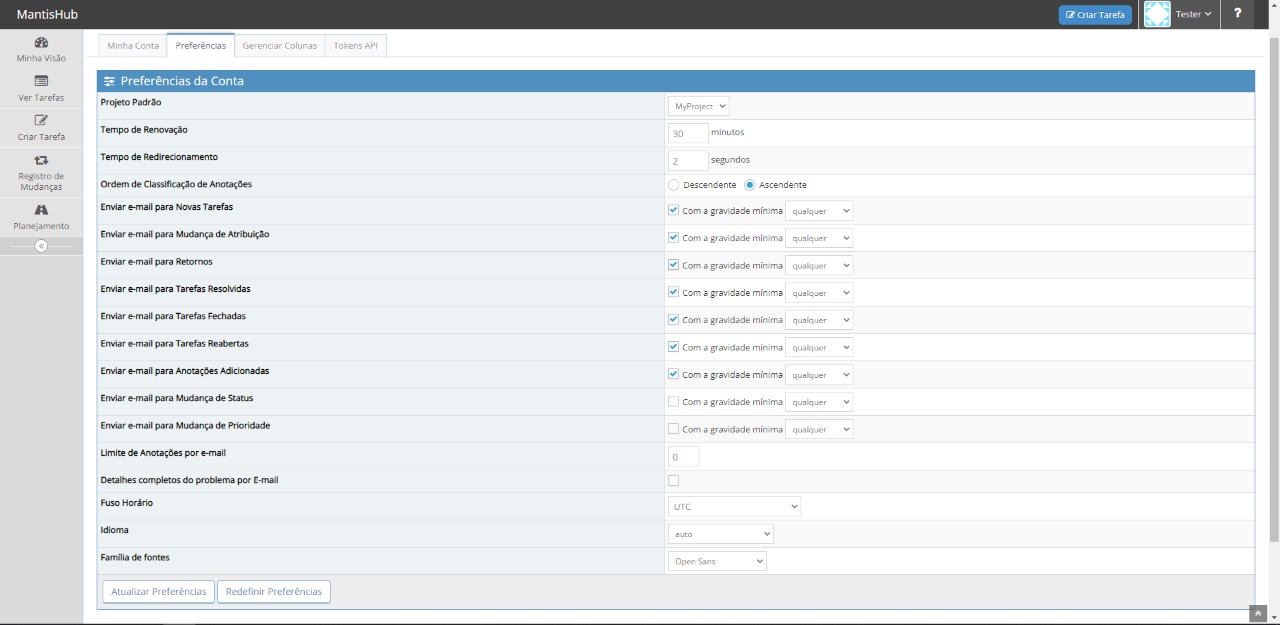 MantisHub
Criar Tarefa
Tester
?
Minha Visão
Ver Tarefas
Criar Tarefa
Registro de
Mudanças
Planejamento
Minha Conta Preferências Gerenciar Colunas Tokens API
Preferências da Conta
Projeto Padrão MyProject
Tempo de Renovação 30 minutos
Tempo de Redirecionamento 2 segundos
Ordem de Classificação de Anotações Descendente Ascendente
Enviar e-mail para Novas Tarefas Com a gravidade mínima qualquer
Enviar e-mail para Mudança de Atribuição Com a gravidade mínima qualquer
Enviar e-mail para Retornos Com a gravidade mínima qualquer
Enviar e-mail para Tarefas Resolvidas Com a gravidade mínima qualquer
Enviar e-mail para Tarefas Fechadas Com a gravidade mínima qualquer
Enviar e-mail para Tarefas Reabertas Com a gravidade mínima qualquer
Enviar e-mail para Anotações Adicionadas Com a gravidade mínima qualquer
Enviar e-mail para Mudança de Status Com a gravidade mínima qualquer
Enviar e-mail para Mudança de Prioridade Com a gravidade mínima qualquer
Limite de Anotações por e-mail 0
Detalhes completos do problema por E-mail
Fuso Horário UTC
Idioma auto
Família de fontes Open Sans
Atualizar Preferências Redefinir Preferências